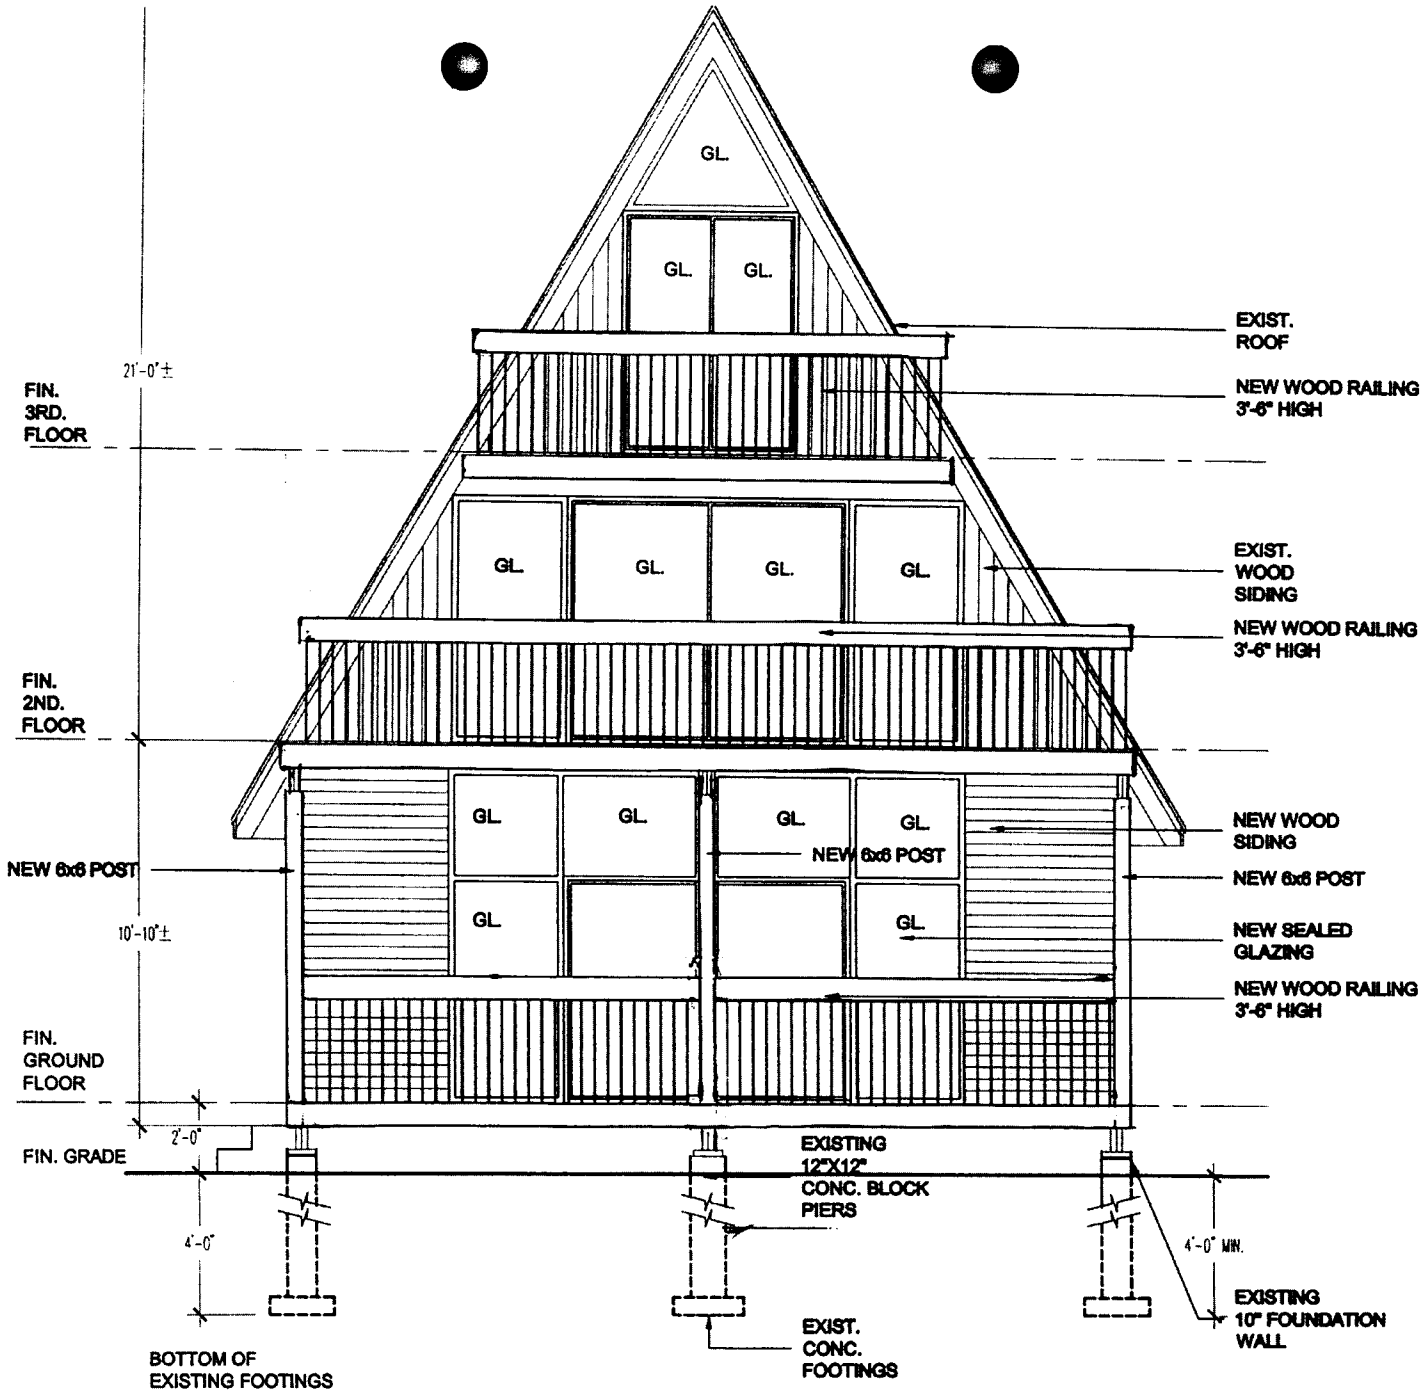 GL.
GL.
GL.
EXIST.
ROOF
21'-0"±
FIN.
3RD.
FLOOR
NEW WOOD RAILING
3'-6" HIGH
GL.
GL.
GL.
GL.
EXIST.
WOOD
SIDING
NEW WOOD RAILING
3'-6" HIGH
FIN.
2ND.
FLOOR
GL.
GL.
GL.
GL.
NEW WOOD
SIDING
NEW 6x6 POST
NEW 6x6 POST
NEW 6x6 POST
GL.
GL.
NEW SEALED
GLAZING
10'-10"±
NEW WOOD RAILING
3'-6" HIGH
FIN.
GROUND
FLOOR
2'-0"
FIN. GRADE
EXISTING
12"X12"
CONC. BLOCK
PIERS
4'-0"
4'-0" MIN.
EXISTING
10" FOUNDATION
WALL
EXIST.
CONC.
FOOTINGS
BOTTOM OF
EXISTING FOOTINGS